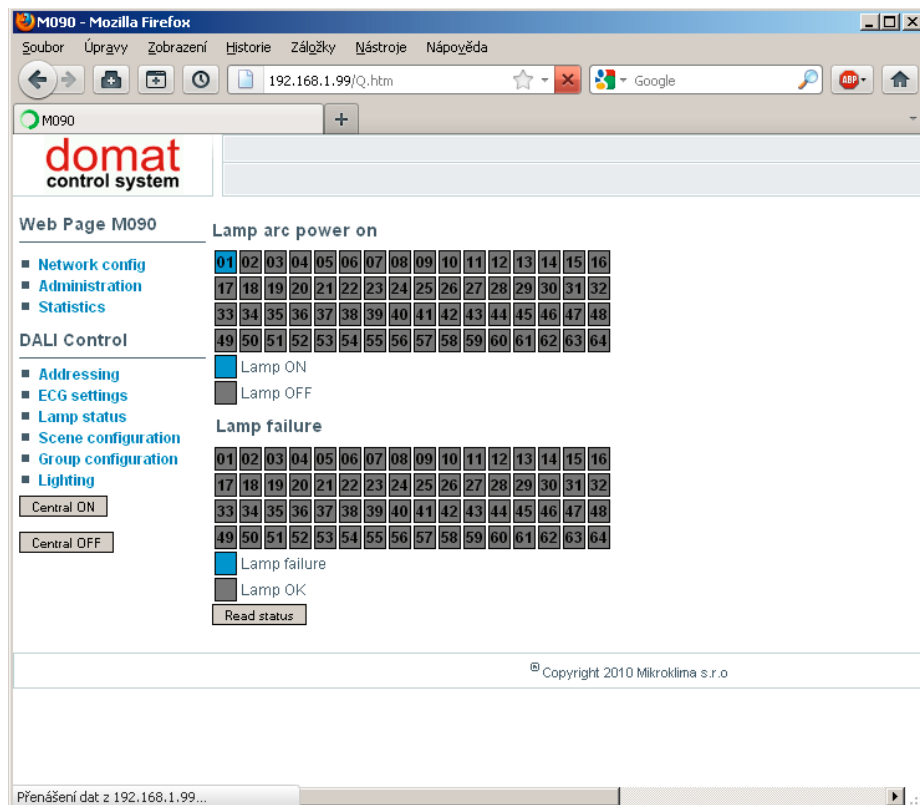 M090 - Mozilla Firefox
Soubor Úpravy Zobrazení Historie Záložky Nástroje Nápověda
192.168.1.99/Q.htm Google ABP
M090 +
domat
control system
Web Page M090
Network config
Administration
Statistics
DALI Control
Addressing
ECG settings
Lamp status
Scene configuration
Group configuration
Lighting
Central ON
Central OFF
Lamp arc power on
01 02 03 04 05 06 07 08 09 10 11 12 13 14 15 16
17 18 19 20 21 22 23 24 25 26 27 28 29 30 31 32
33 34 35 36 37 38 39 40 41 42 43 44 45 46 47 48
49 50 51 52 53 54 55 56 57 58 59 60 61 62 63 64
Lamp ON
Lamp OFF
Lamp failure
01 02 03 04 05 06 07 08 09 10 11 12 13 14 15 16
17 18 19 20 21 22 23 24 25 26 27 28 29 30 31 32
33 34 35 36 37 38 39 40 41 42 43 44 45 46 47 48
49 50 51 52 53 54 55 56 57 58 59 60 61 62 63 64
Lamp failure
Lamp OK
Read status
® Copyright 2010 Mikroklima s.r.o
Přenášení dat z 192.168.1.99...